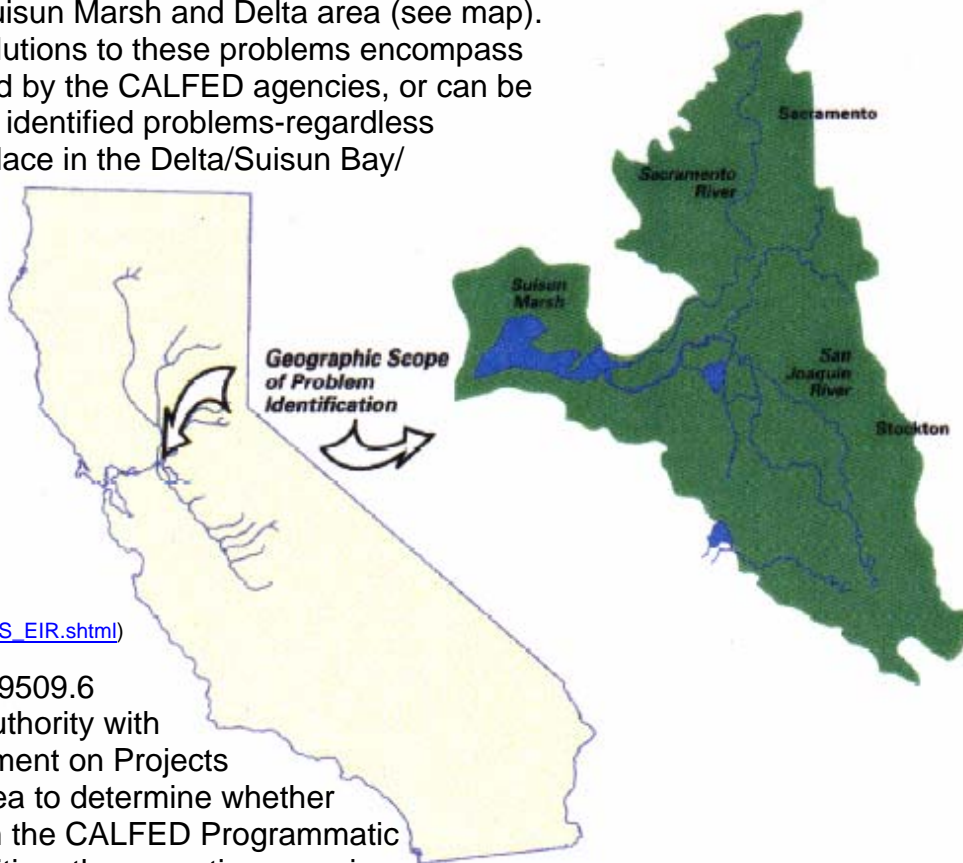 uisun Marsh and Delta area (see map).
lutions to these problems encompass
d by the CALFED agencies, or can be
identified problems-regardless
lace in the Delta/Suisun Bay/
Sacramento
Sacramento
River
Suisun
Marsh
Geographic Scope
of Problem
Identification
San
Joaquin
River
Stockton
S_EIR.shtml)
9509.6
uthority with
ment on Projects
ea to determine whether
n the CALFED Programmatic